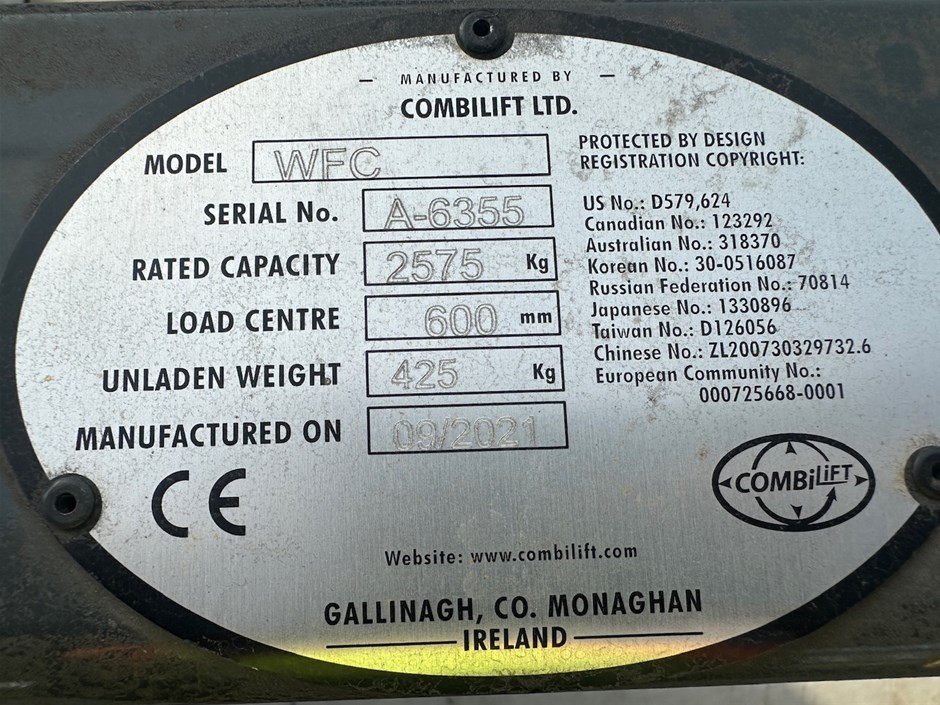 — MANUFACTURED BY —
COMBILIFT LTD.
MODEL WFC
SERIAL No. A-6355
RATED CAPACITY 2575 Kg
LOAD CENTRE 600 mm
UNLADEN WEIGHT 425 Kg
MANUFACTURED ON 09/2021
PROTECTED BY DESIGN
REGISTRATION COPYRIGHT:
US No.: D579,624
Canadian No.: 123292
Australian No.: 318370
Korean No.: 30-0516087
Russian Federation No.: 70814
Japanese No.: 1330896
Taiwan No.: D126056
Chinese No.: ZL200730329732.6
European Community No.:
000725668-0001
CE
COMBiLiFT
Website: www.combilift.com
GALLINAGH, CO. MONAGHAN
IRELAND